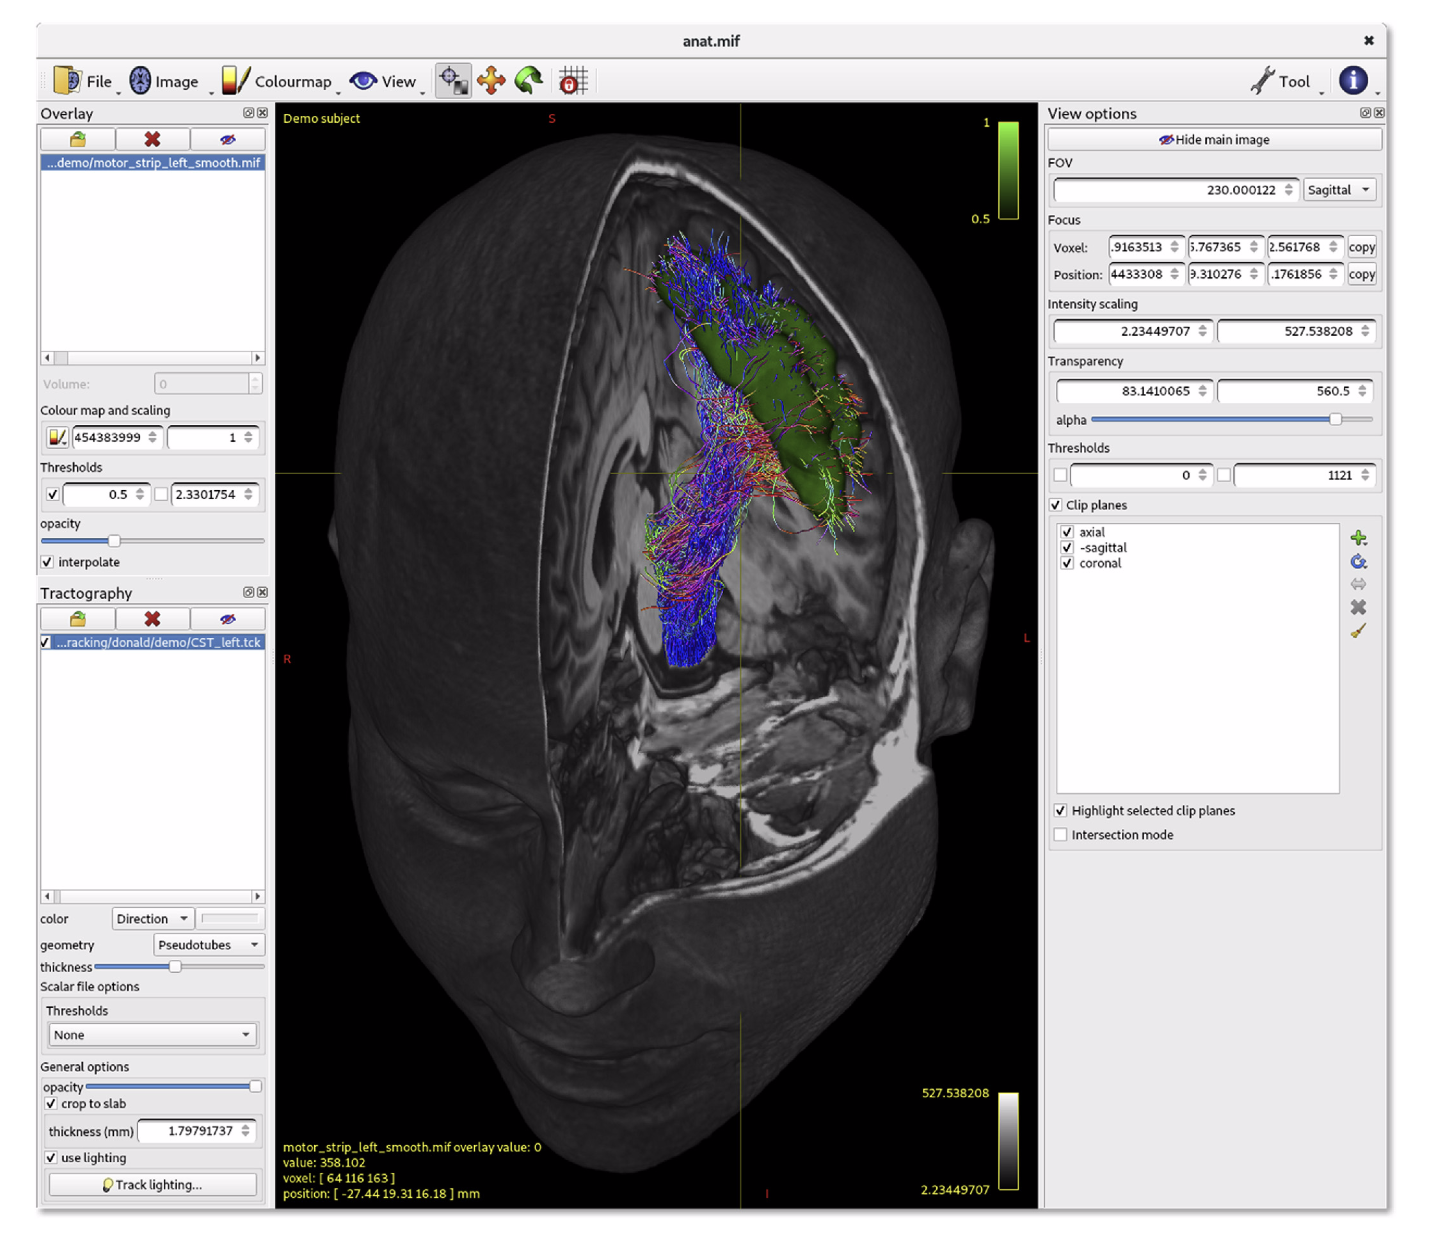 anat.mif
File Image Colourmap View Tool
Overlay
...demo/motor_strip_left_smooth.mif
Volume: 0
Colour map and scaling
454383999 1
Thresholds
0.5 2.3301754
opacity
interpolate
Tractography
...racking/donald/demo/CST_left.tck
color Direction
geometry Pseudotubes
thickness
Scalar file options
Thresholds
None
General options
opacity
crop to slab
thickness (mm) 1.79791737
use lighting
Track lighting...
Demo subject
S
1
0.5
R
L
527.538208
2.23449707
motor_strip_left_smooth.mif overlay value: 0
value: 358.102
voxel: [ 64 116 163 ]
position: [ -27.44 19.31 16.18 ] mm
I
View options
Hide main image
FOV
230.000122 Sagittal
Focus
Voxel: .9163513 5.767365 2.561768 copy
Position: 4433308 9.310276 .1761856 copy
Intensity scaling
2.23449707 527.538208
Transparency
83.1410065 560.5
alpha
Thresholds
0 1121
Clip planes
axial
-sagittal
coronal
Highlight selected clip planes
Intersection mode